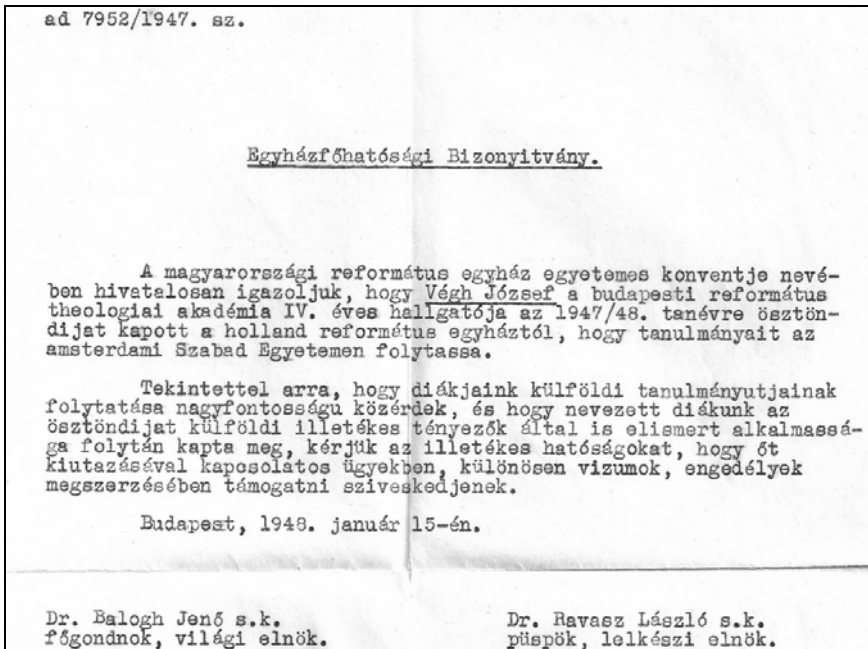 ad 7952/1947. sz.
Egyházfőhatósági Bizonyitvány.
A magyarországi református egyház egyetemes konventje nevé-
ben hivatalosan igazoljuk, hogy Végh József a budapesti református
theologiai akadémia IV. éves hallgatója az 1947/48. tanévre ösztön-
dijat kapott a holland református egyháztól, hogy tanulmányait az
amsterdami Szabad Egyetemen folytassa.
Tekintettel arra, hogy diákjaink külföldi tanulmányutjainak
folytatása nagyfontosságu közérdek, és hogy nevezett diákunk az
ösztöndijat külföldi illetékes tényezők által is elismert alkalmassá-
ga folytán kapta meg, kérjük az illetékes hatóságokat, hogy őt
kiutazásával kapcsolatos ügyekben, különösen vizumok, engedélyek
megszerzésében támogatni sziveskedjenek.
Budapest, 1948. január 15-én.
Dr. Balogh Jenő s.k.
főgondnok, világi elnök.
Dr. Ravasz László s.k.
püspök, lelkészi elnök.